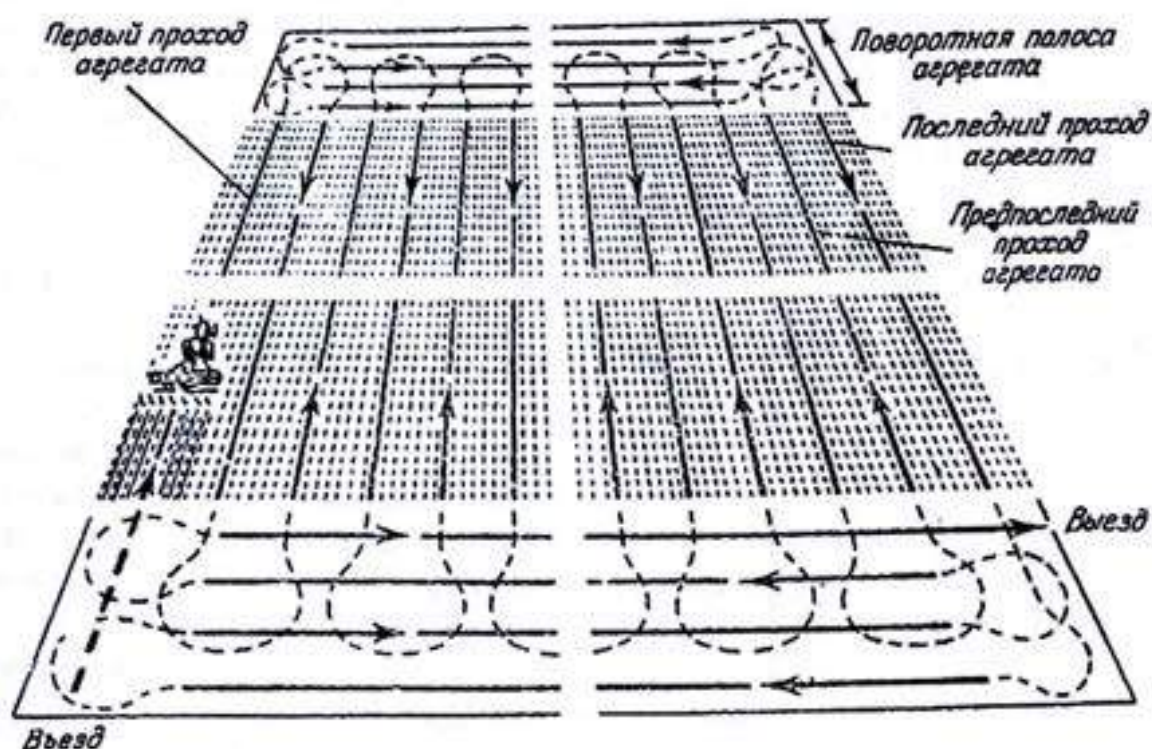 Первый проход
агрегата
Поворотная полоса
агрегата
Последний проход
агрегата
Предпоследний
проход
агрегата
Выезд
Въезд